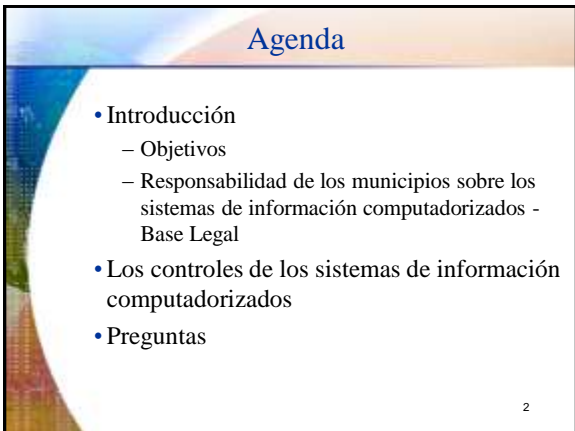 Agenda
• Introducción
– Objetivos
– Responsabilidad de los municipios sobre los
sistemas de información computadorizados -
Base Legal
• Los controles de los sistemas de información
computadorizados
• Preguntas
2